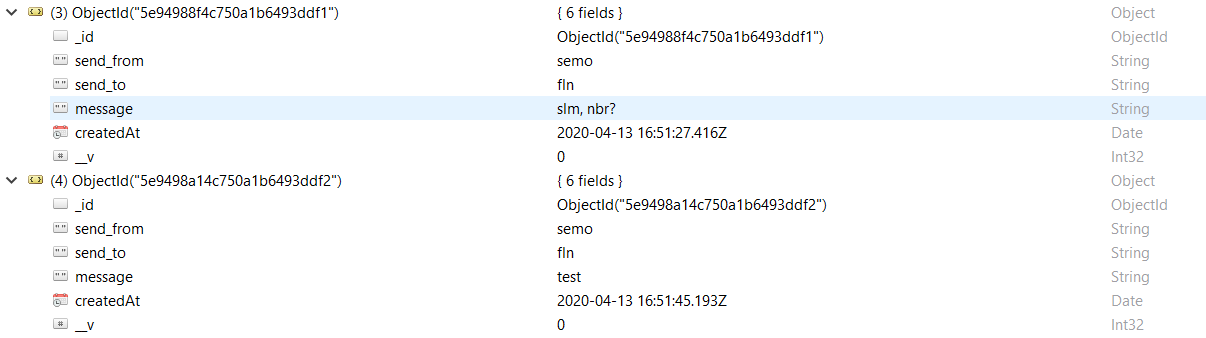 (3) ObjectId("5e94988f4c750a1b6493ddf1") { 6 fields } Object
_id ObjectId("5e94988f4c750a1b6493ddf1") ObjectId
send_from semo String
send_to fln String
message slm, nbr? String
createdAt 2020-04-13 16:51:27.416Z Date
__v 0 Int32
(4) ObjectId("5e9498a14c750a1b6493ddf2") { 6 fields } Object
_id ObjectId("5e9498a14c750a1b6493ddf2") ObjectId
send_from semo String
send_to fln String
message test String
createdAt 2020-04-13 16:51:45.193Z Date
__v 0 Int32